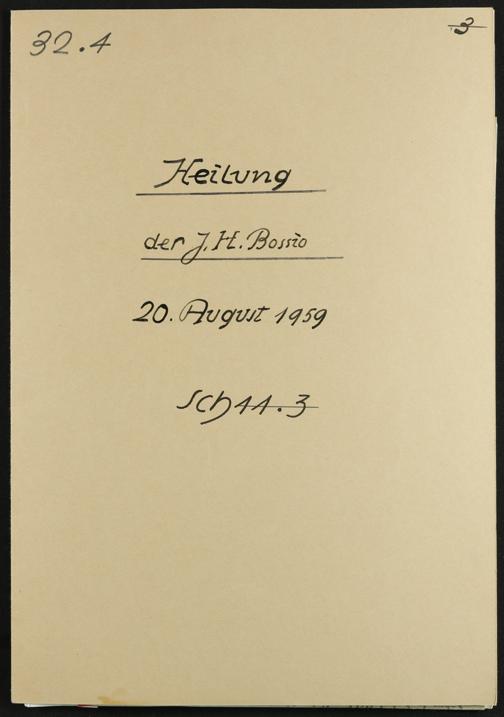 32.4
3
Heilung
der J. H. Bossio
20. August 1959
Sch 11.3